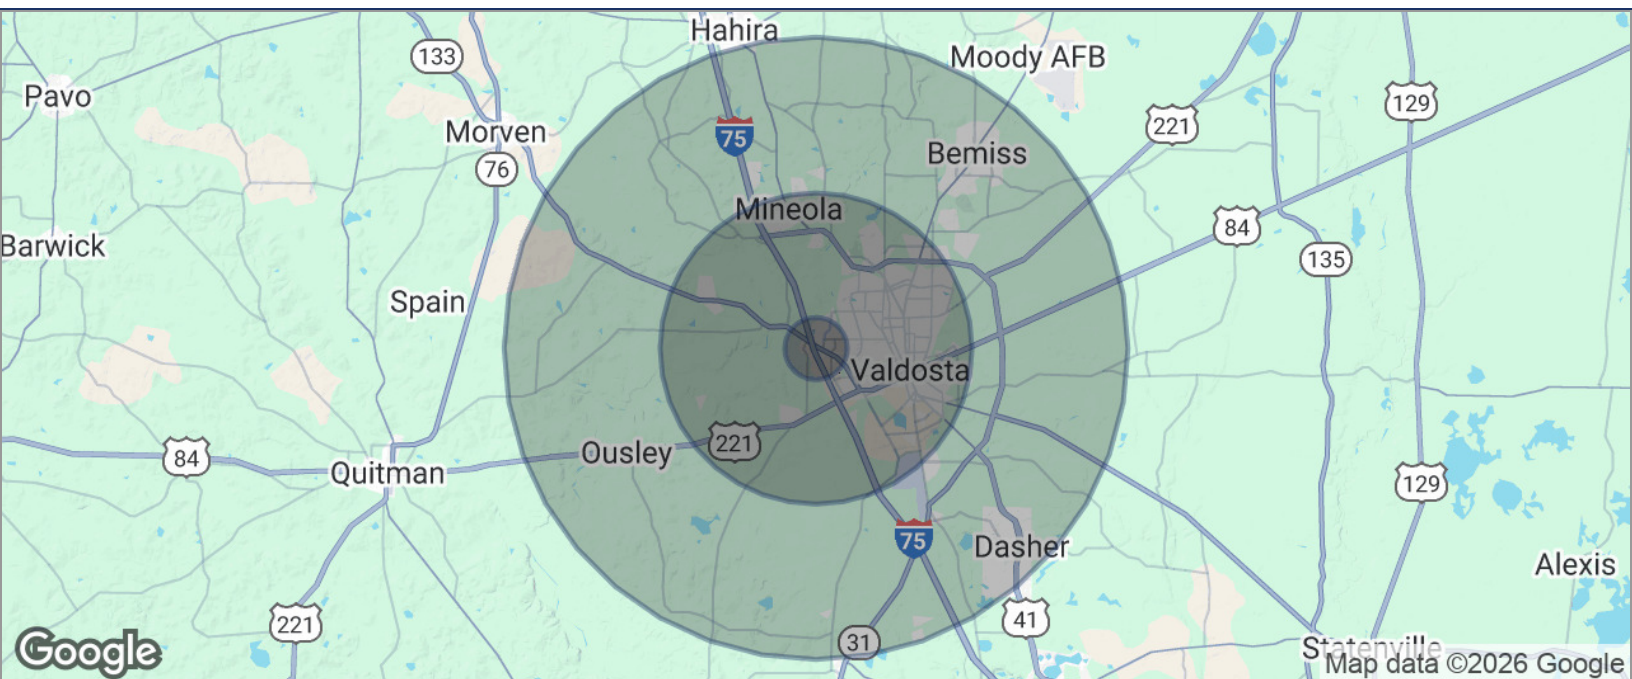 Hahira
133
Moody AFB
Pavo
129
75
221
Morven
Bemiss
76
Mineola
84
Barwick
135
Spain
Valdosta
221
Ousley
84
Quitman
129
75
Dasher
Alexis
221
41
31
Statenville
Google
Map data ©2026 Google